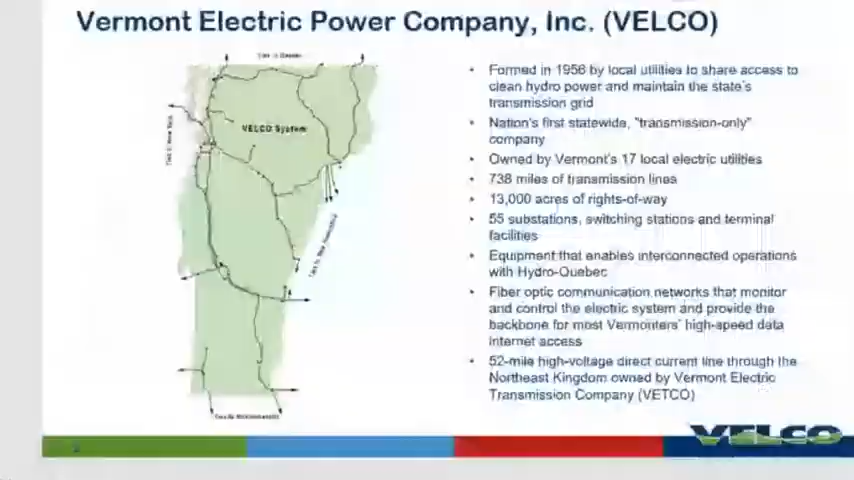 Vermont Electric Power Company, Inc. (VELCO)
VELCO System
• Formed in 1956 by local utilities to share access to
clean hydro power and maintain the state's
transmission grid
• Nation's first statewide, "transmission-only"
company
• Owned by Vermont's 17 local electric utilities
• 738 miles of transmission lines
• 13,000 acres of rights-of-way
• 55 substations, switching stations and terminal
facilities
• Equipment that enables interconnected operations
with Hydro-Quebec
• Fiber optic communication networks that monitor
and control the electric system and provide the
backbone for most Vermonters' high-speed data
internet access
• 52-mile high-voltage direct current line through the
Northeast Kingdom owned by Vermont Electric
Transmission Company (VETCO)
VELCO